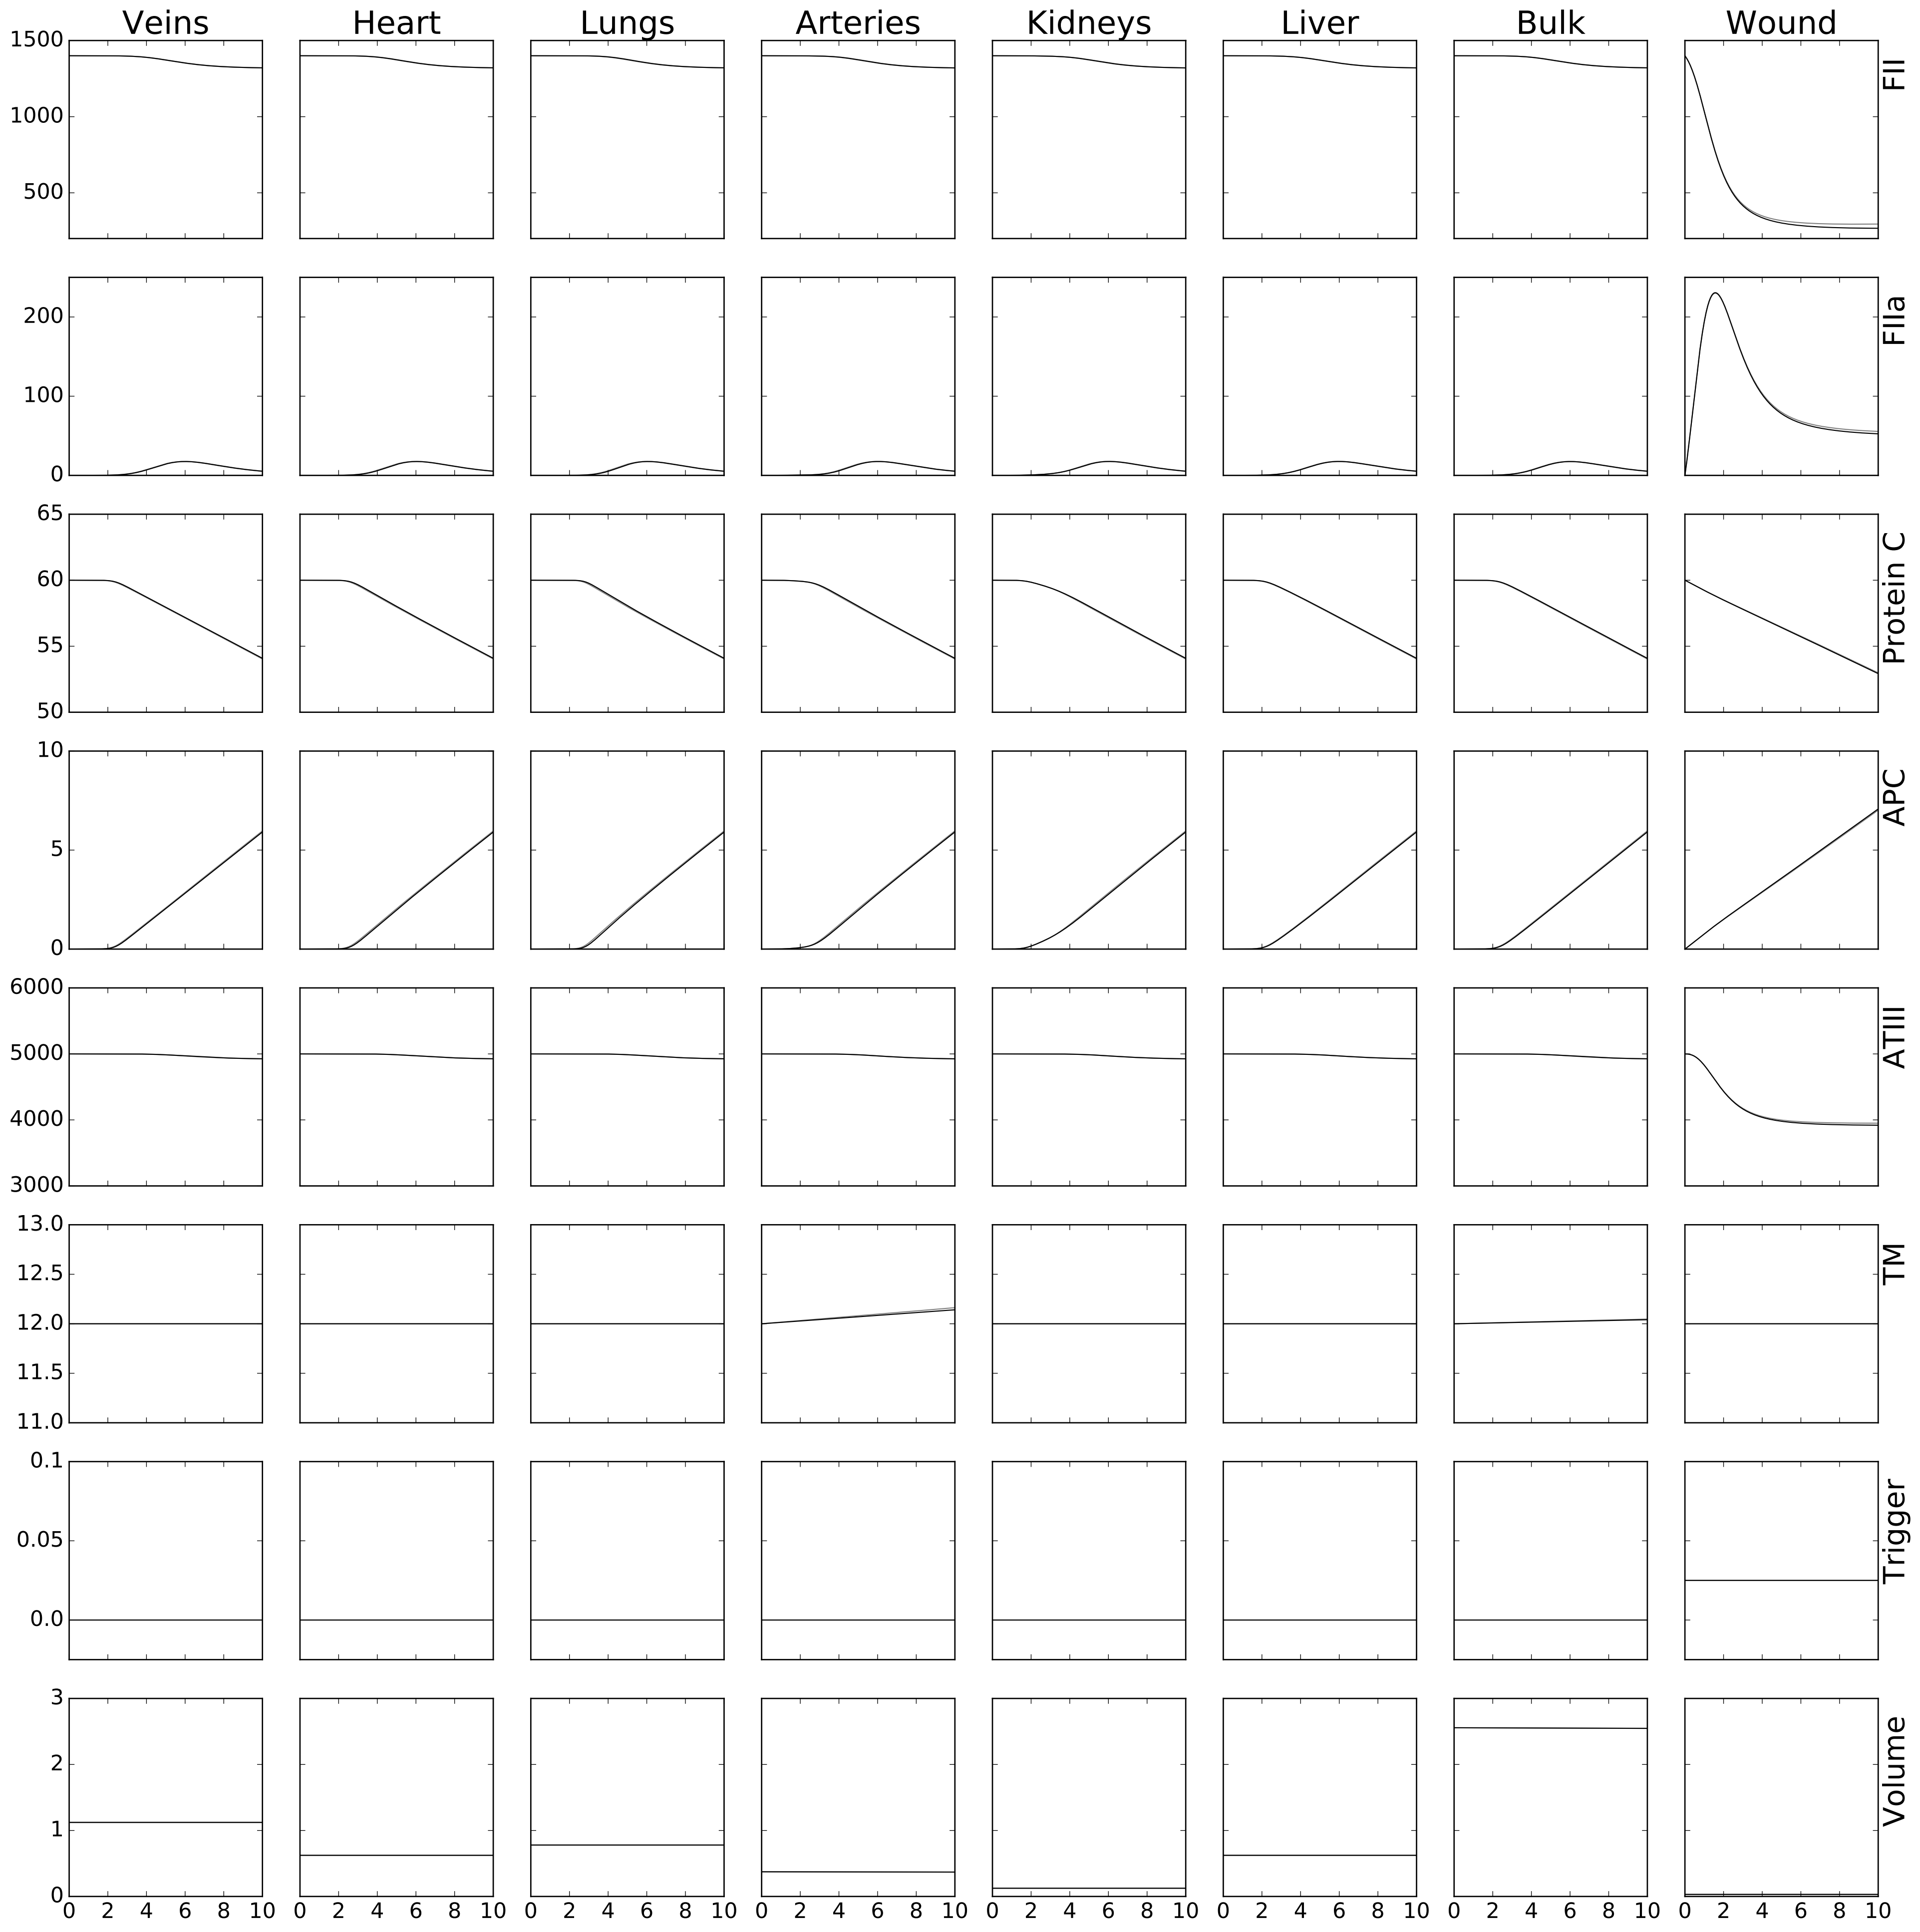 Veins Heart Lungs Arteries Kidneys Liver Bulk Wound
1500
1000
500
FII
200
100
0
FIIa
65
60
55
50
Protein C
10
5
0
APC
6000
5000
4000
3000
ATIII
13.0
12.5
12.0
11.5
11.0
TM
0.1
0.05
0.0
Trigger
3
2
1
0
Volume
0 2 4 6 8 10 0 2 4 6 8 10 0 2 4 6 8 10 0 2 4 6 8 10 0 2 4 6 8 10 0 2 4 6 8 10 0 2 4 6 8 10 0 2 4 6 8 10